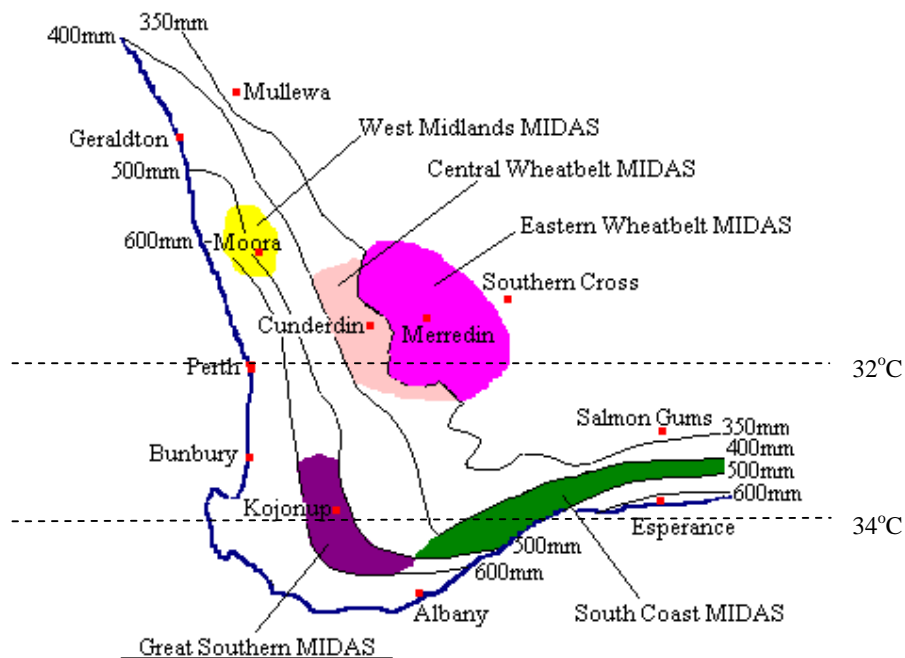 350mm
400mm
Mullewa
West Midlands MIDAS
Geraldton
Central Wheatbelt MIDAS
500mm
Eastern Wheatbelt MIDAS
600mm
Moora
Southern Cross
Cunderdin
Merredin
Perth
32°C
Salmon Gums
350mm
400mm
Bunbury
500mm
600mm
Kojonup
Esperance
34°C
500mm
600mm
Albany
South Coast MIDAS
Great Southern MIDAS